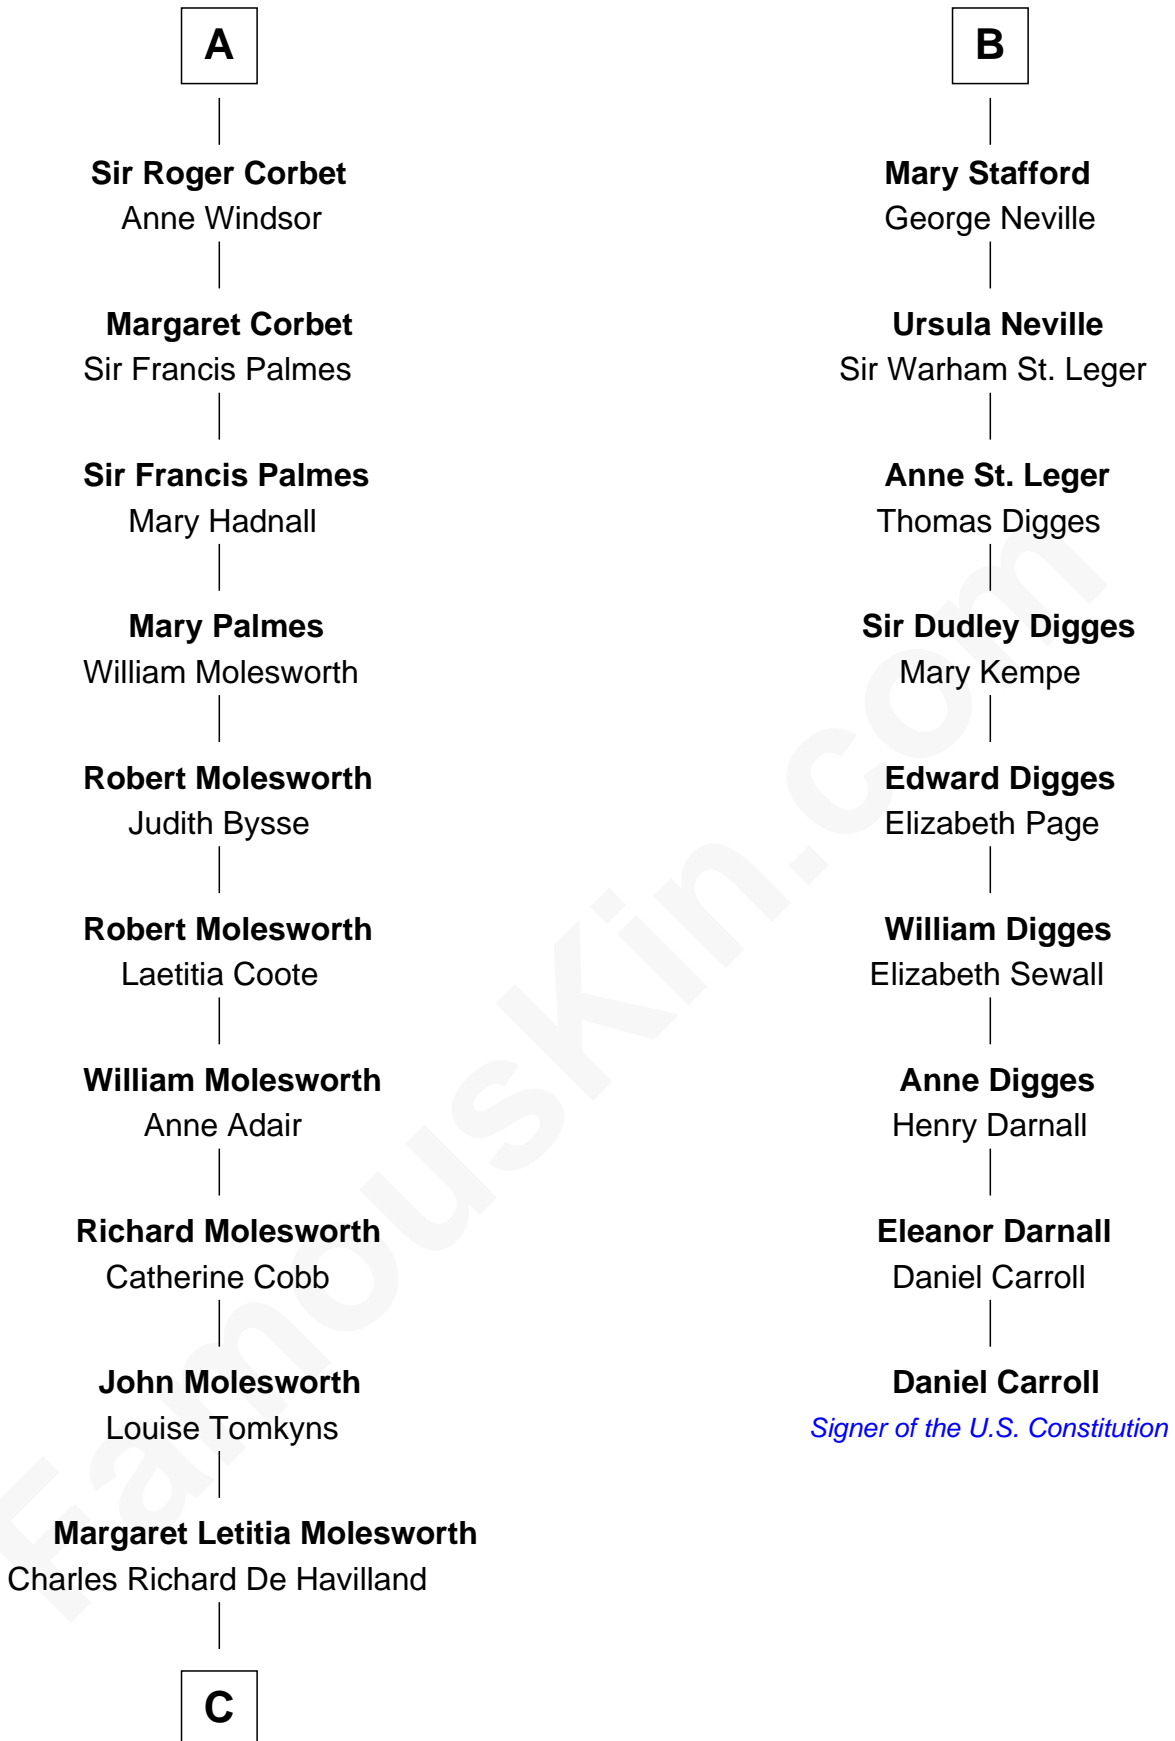 A
Sir Roger Corbet
Anne Windsor
Margaret Corbet
Sir Francis Palmes
Sir Francis Palmes
Mary Hadnall
Mary Palmes
William Molesworth
Robert Molesworth
Judith Bysse
Robert Molesworth
Laetitia Coote
William Molesworth
Anne Adair
Richard Molesworth
Catherine Cobb
John Molesworth
Louise Tomkyns
Margaret Letitia Molesworth
Charles Richard De Havilland
C
B
Mary Stafford
George Neville
Ursula Neville
Sir Warham St. Leger
Anne St. Leger
Thomas Digges
Sir Dudley Digges
Mary Kempe
Edward Digges
Elizabeth Page
William Digges
Elizabeth Sewall
Anne Digges
Henry Darnall
Eleanor Darnall
Daniel Carroll
Daniel Carroll
Signer of the U.S. Constitution
FamousKin.com